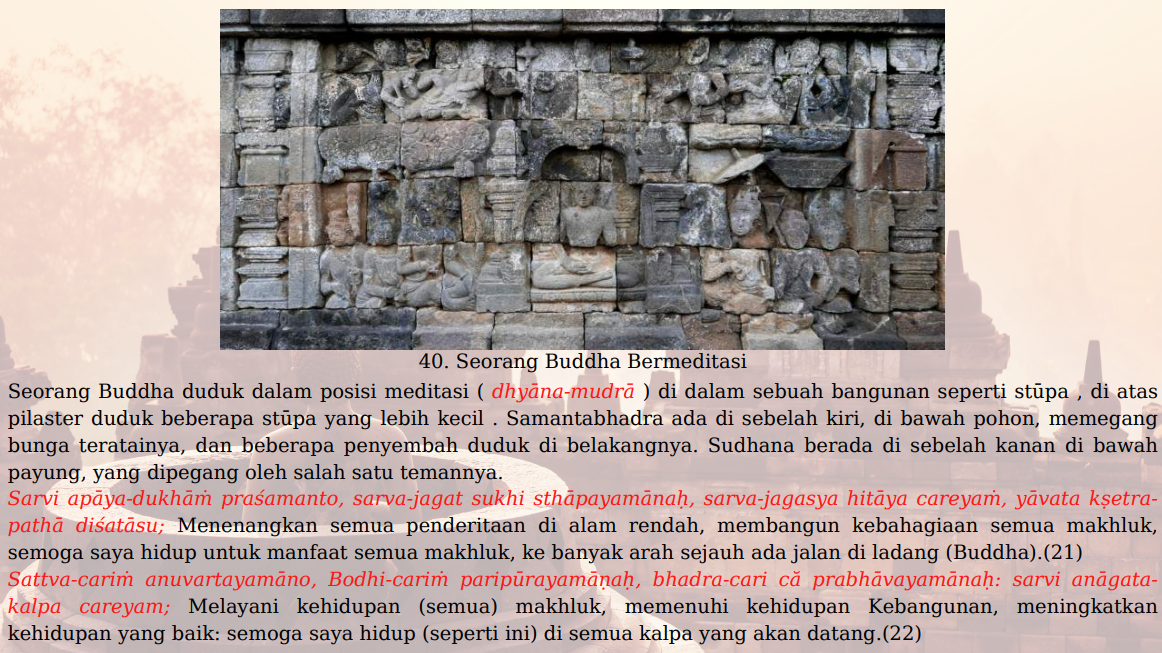 40. Seorang Buddha Bermeditasi
Seorang Buddha duduk dalam posisi meditasi ( dhyāna-mudrā ) di dalam sebuah bangunan seperti stūpa , di atas
pilaster duduk beberapa stūpa yang lebih kecil . Samantabhadra ada di sebelah kiri, di bawah pohon, memegang
bunga teratainya, dan beberapa penyembah duduk di belakangnya. Sudhana berada di sebelah kanan di bawah
payung, yang dipegang oleh salah satu temannya.
Sarvi apāya-dukhāṁ praśamanto, sarva-jagat sukhi sthāpayamānaḥ, sarva-jagasya hitāya careyaṁ, yāvata kṣetra-
pathā diśatāsu; Menenangkan semua penderitaan di alam rendah, membangun kebahagiaan semua makhluk,
semoga saya hidup untuk manfaat semua makhluk, ke banyak arah sejauh ada jalan di ladang (Buddha).(21)
Sattva-cariṁ anuvartayamāno, Bodhi-cariṁ paripūrayamāṇaḥ, bhadra-cari că prabhāvayamānaḥ: sarvi anāgata-
kalpa careyam; Melayani kehidupan (semua) makhluk, memenuhi kehidupan Kebangunan, meningkatkan
kehidupan yang baik: semoga saya hidup (seperti ini) di semua kalpa yang akan datang.(22)